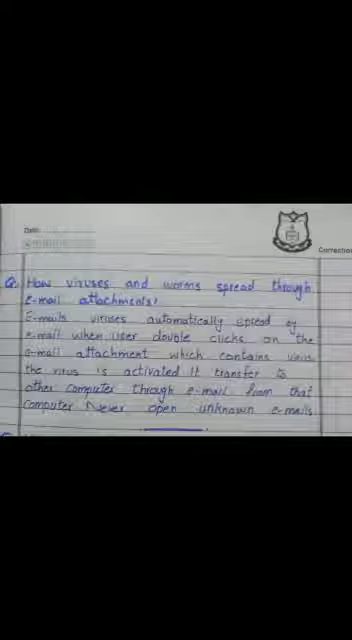 Date:
Correction
Q. How viruses and worms spread through
e-mail attachments?
E-mails viruses automatically spread by
e-mail when user double clicks on the
e-mail attachment which contains virus
the virus is activated it transfer to
other computer through e-mail from that
computer Never open unknown e-mails